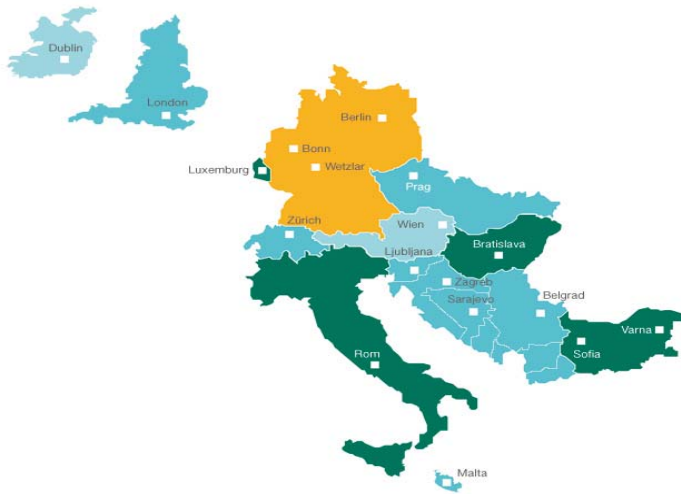 Dublin
London
Berlin
Bonn
Wetzlar
Luxemburg
Prag
Zürich
Wien
Bratislava
Ljubljana
Zagreb
Sarajevo
Belgrad
Varna
Sofia
Rom
Malta